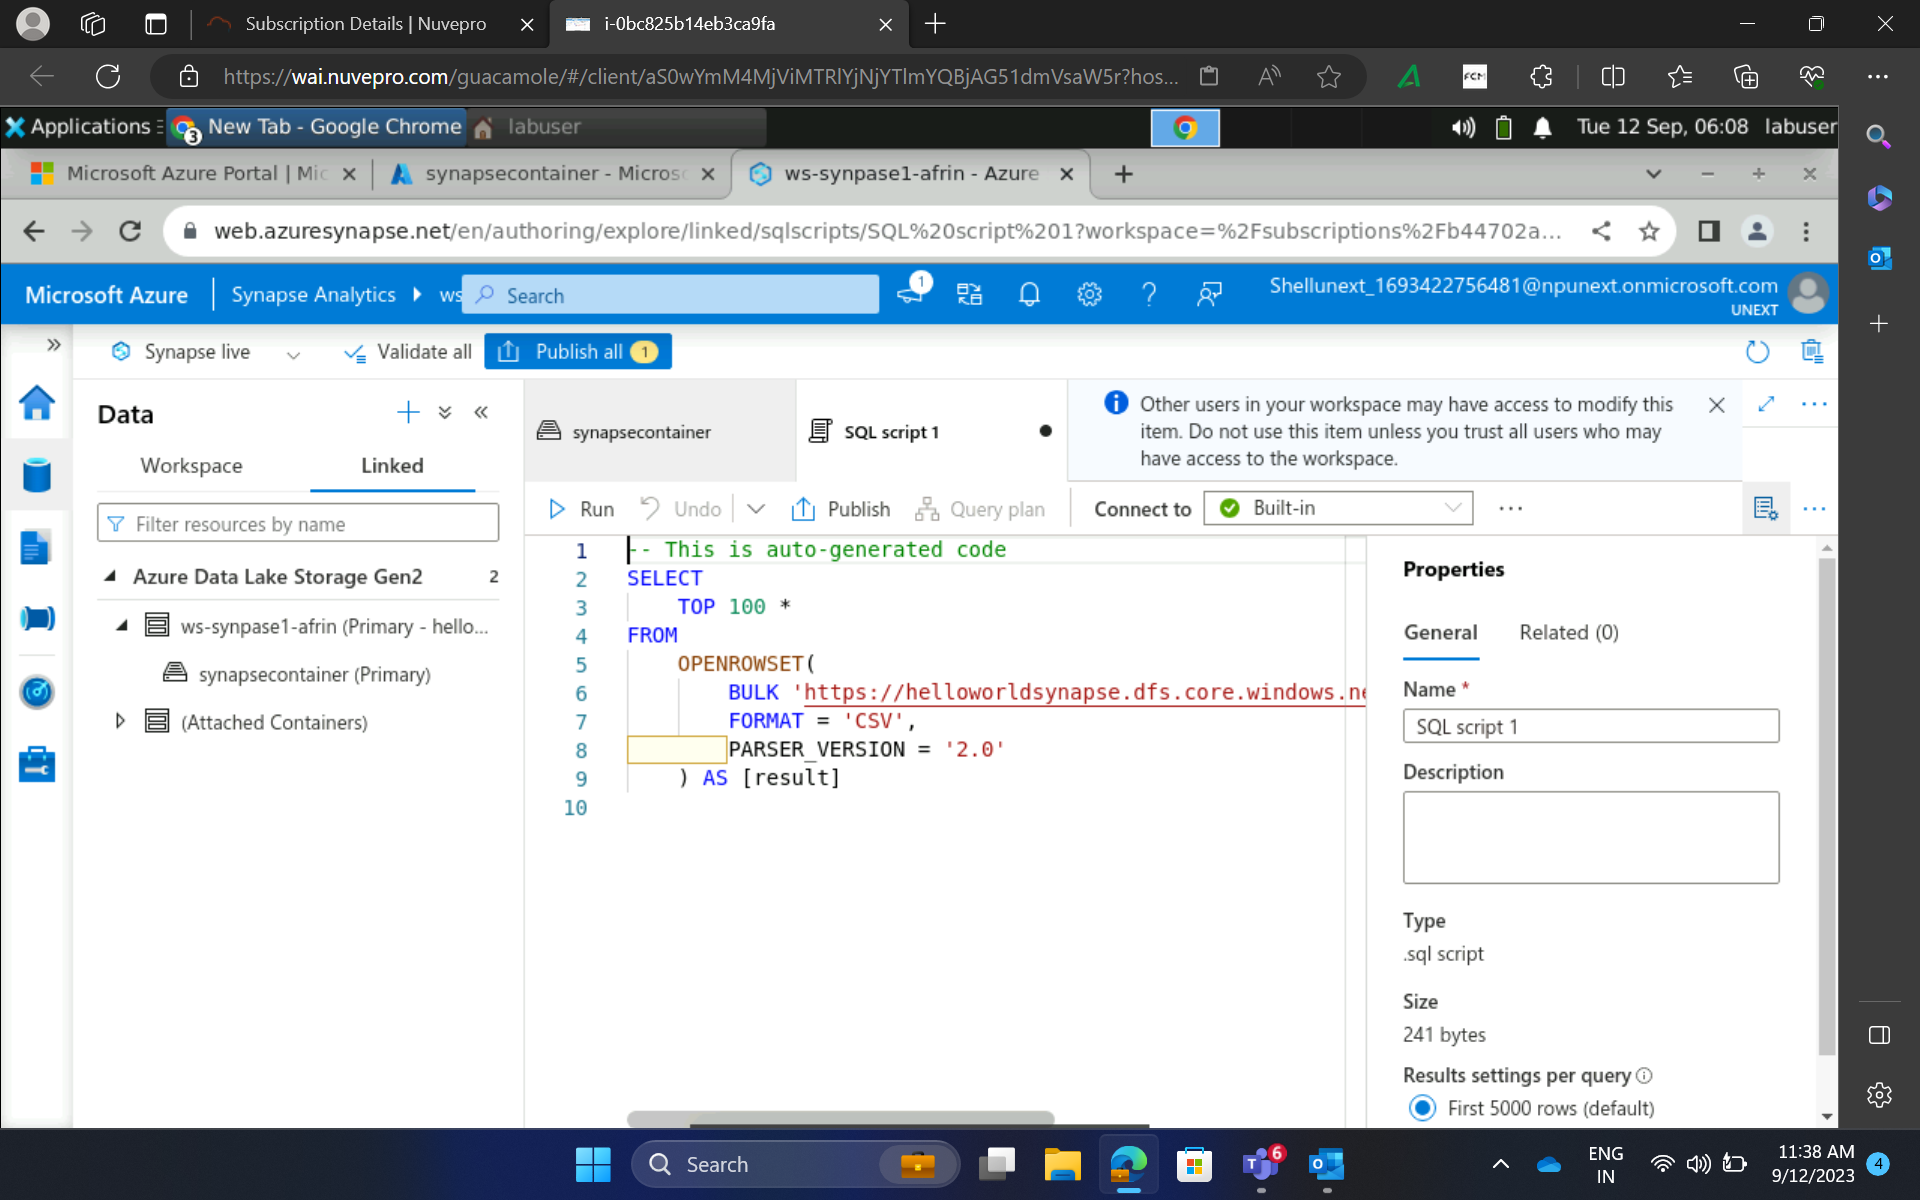 Subscription Details | Nuvepro
i-0bc825b14eb3ca9fa
https://wai.nuvepro.com/guacamole/#/client/aS0wYmM4MjViMTRlYjNjYTlmYQBjAG51dmVsaW5r?hos...
FCM
Applications
3
New Tab - Google Chrome
labuser
Tue 12 Sep, 06:08
labuser
Microsoft Azure Portal | Mic
synapsecontainer - Micros
ws-synpase1-afrin - Azure
web.azuresynapse.net/en/authoring/explore/linked/sqlscripts/SQL%20script%201?workspace=%2Fsubscriptions%2Fb44702a...
Microsoft Azure
Synapse Analytics
ws
Search
1
Shellunext_1693422756481@npunext.onmicrosoft.com
UNEXT
Synapse live
Validate all
Publish all
1
Data
Workspace
Linked
Filter resources by name
Azure Data Lake Storage Gen2
2
ws-synpase1-afrin (Primary - hello...
synapsecontainer (Primary)
(Attached Containers)
synapsecontainer
SQL script 1
Other users in your workspace may have access to modify this
item. Do not use this item unless you trust all users who may
have access to the workspace.
Run
Undo
Publish
Query plan
Connect to
Built-in
1 -- This is auto-generated code
2 SELECT
3 TOP 100 *
4 FROM
5 OPENROWSET(
6 BULK 'https://helloworldsynapse.dfs.core.windows.ne
7 FORMAT = 'CSV',
8 PARSER_VERSION = '2.0'
9 ) AS [result]
10
Properties
General
Related (0)
Name *
SQL script 1
Description
Type
.sql script
Size
241 bytes
Results settings per query
First 5000 rows (default)
Search
6
ENG
IN
11:38 AM
9/12/2023
4